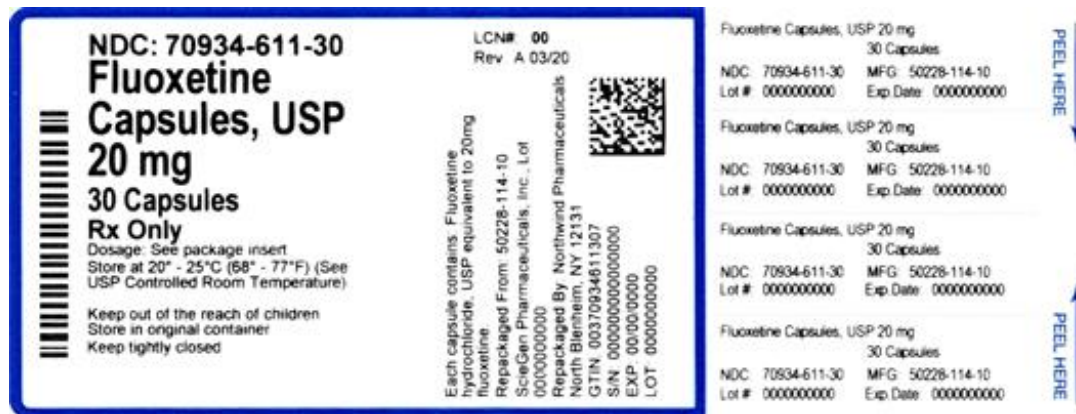 NDC: 70934-611-30
Fluoxetine
Capsules, USP
20 mg
30 Capsules
Rx Only
Dosage: See package insert
Store at 20° - 25°C (68° - 77°F) (See
USP Controlled Room Temperature)
Keep out of the reach of children
Store in original container
Keep tightly closed
LCN#: 00
Rev A 03/20
Each capsule contains: Fluoxetine
hydrochloride, USP equivalent to 20mg
fluoxetine
Repackaged From: 50228-114-10
ScieGen Pharmaceuticals, Inc., Lot
0000000000
Repackaged By: Northwind Pharmaceuticals
North Blenheim, NY 12131
GTIN: 00370934611307
S/N: 00000000000000
EXP: 00/00/0000
LOT: 0000000000
Fluoxetine Capsules, USP 20 mg
30 Capsules
NDC: 70934-611-30 MFG: 50228-114-10
Lot #: 0000000000 Exp.Date: 0000000000
Fluoxetine Capsules, USP 20 mg
30 Capsules
NDC: 70934-611-30 MFG: 50228-114-10
Lot #: 0000000000 Exp.Date: 0000000000
Fluoxetine Capsules, USP 20 mg
30 Capsules
NDC: 70934-611-30 MFG: 50228-114-10
Lot #: 0000000000 Exp.Date: 0000000000
Fluoxetine Capsules, USP 20 mg
30 Capsules
NDC: 70934-611-30 MFG: 50228-114-10
Lot #: 0000000000 Exp.Date: 0000000000
PEEL HERE
PEEL HERE